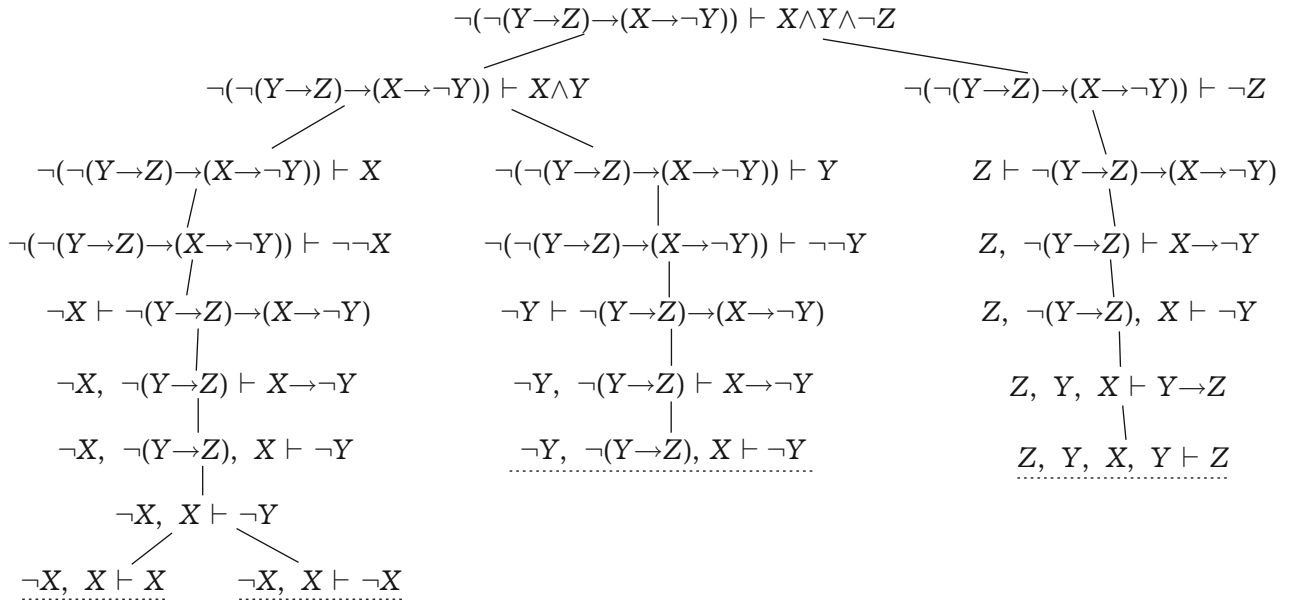 ¬(¬(Y→Z)→(X→¬Y)) ⊢ X∧Y∧¬Z
¬(¬(Y→Z)→(X→¬Y)) ⊢ X∧Y ¬(¬(Y→Z)→(X→¬Y)) ⊢ ¬Z
¬(¬(Y→Z)→(X→¬Y)) ⊢ X ¬(¬(Y→Z)→(X→¬Y)) ⊢ Y Z ⊢ ¬(Y→Z)→(X→¬Y)
¬(¬(Y→Z)→(X→¬Y)) ⊢ ¬¬X ¬(¬(Y→Z)→(X→¬Y)) ⊢ ¬¬Y Z, ¬(Y→Z) ⊢ X→¬Y
¬X ⊢ ¬(Y→Z)→(X→¬Y) ¬Y ⊢ ¬(Y→Z)→(X→¬Y) Z, ¬(Y→Z), X ⊢ ¬Y
¬X, ¬(Y→Z) ⊢ X→¬Y ¬Y, ¬(Y→Z) ⊢ X→¬Y Z, Y, X ⊢ Y→Z
¬X, ¬(Y→Z), X ⊢ ¬Y ¬Y, ¬(Y→Z), X ⊢ ¬Y Z, Y, X, Y ⊢ Z
¬X, X ⊢ ¬Y
¬X, X ⊢ X ¬X, X ⊢ ¬X